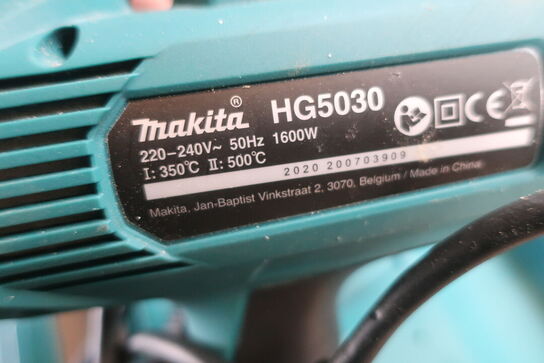 makita® HG5030
220-240V~ 50Hz 1600W
I: 350℃ II: 500℃
CE
2020 200703909
Makita, Jan-Baptist Vinkstraat 2, 3070, Belgium / Made in China